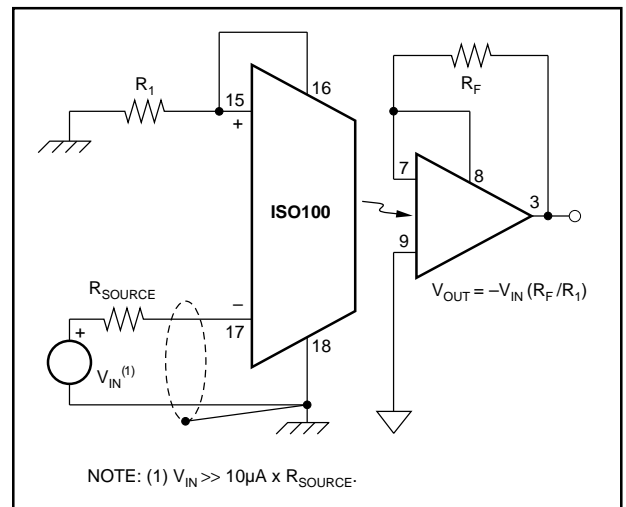 R1
15
16
+
ISO100
RF
7
8
3
9
VOUT = –VIN (RF/R1)
RSOURCE
–
17
18
+
VIN(1)
NOTE: (1) VIN >> 10µA x RSOURCE.